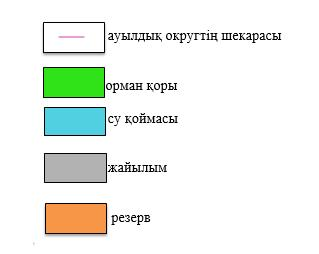 ауылдық округтің шекарасы
орман қоры
су қоймасы
жайылым
резерв